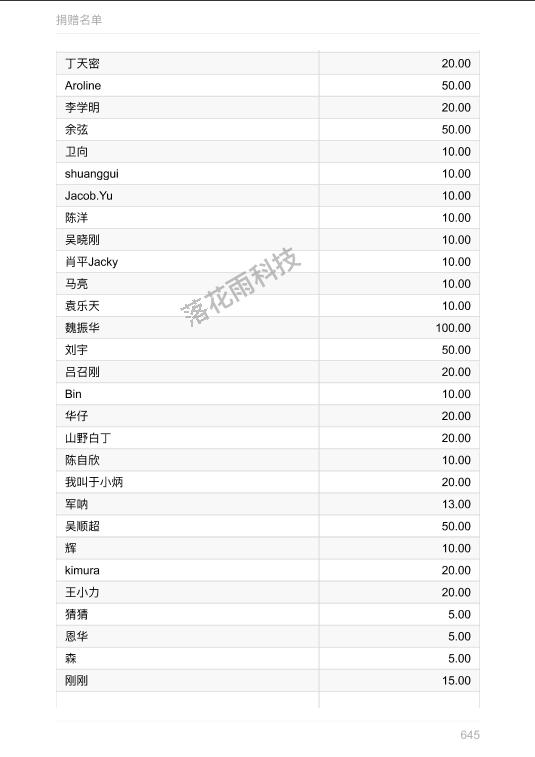 捐赠名单
丁天密 20.00
Aroline 50.00
李学明 20.00
余弦 50.00
卫向 10.00
shuanggui 10.00
Jacob.Yu 10.00
陈洋 10.00
吴晓刚 10.00
肖平Jacky 10.00
马亮 10.00
袁乐天 10.00
落花雨科技
魏振华 100.00
刘宇 50.00
吕召刚 20.00
Bin 10.00
华仔 20.00
山野白丁 20.00
陈自欣 10.00
我叫于小炳 20.00
军呐 13.00
吴顺超 50.00
辉 10.00
kimura 20.00
王小力 20.00
猜猜 5.00
恩华 5.00
森 5.00
刚刚 15.00
645